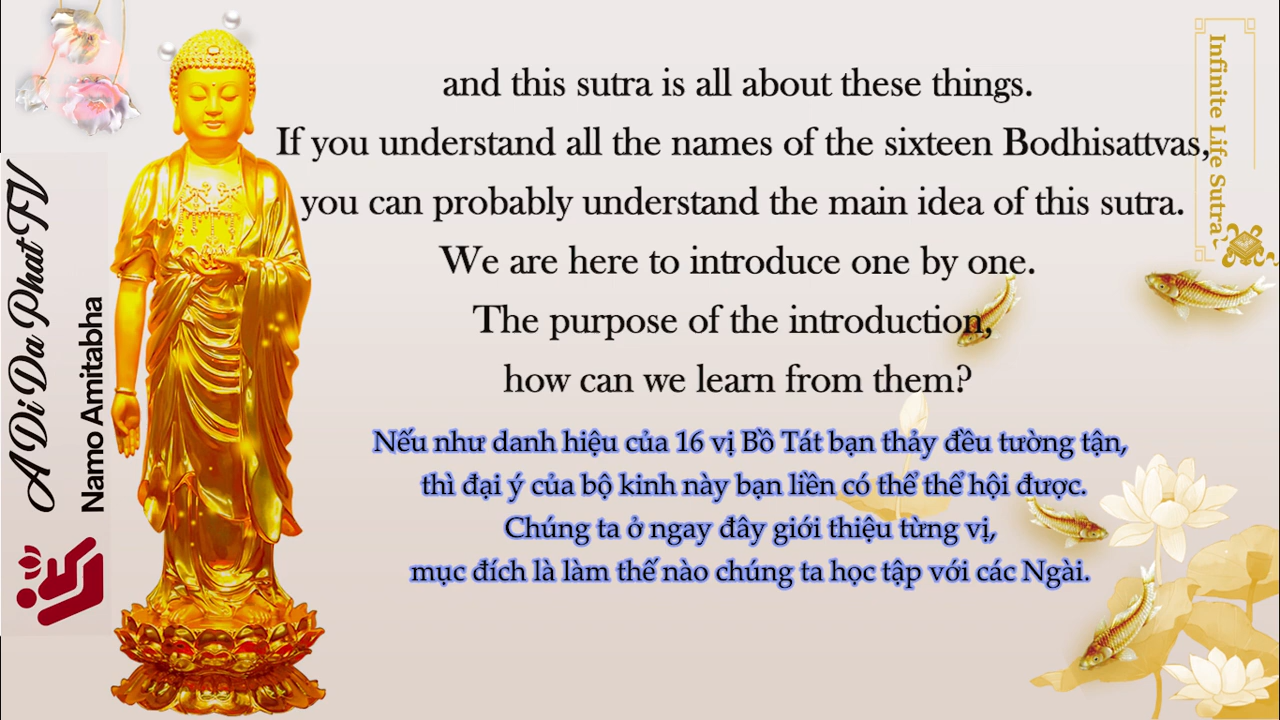 and this sutra is all about these things.
If you understand all the names of the sixteen Bodhisattvas,
you can probably understand the main idea of this sutra.
We are here to introduce one by one.
The purpose of the introduction,
how can we learn from them?
Nếu như danh hiệu của 16 vị Bồ Tát bạn thảy đều tường tận,
thì đại ý của bộ kinh này bạn liền có thể thể hội được.
Chúng ta ở ngay đây giới thiệu từng vị,
mục đích là làm thế nào chúng ta học tập với các Ngài.
A Di Da Phat TV
Namo Amitabha
Infinite Life Sutra